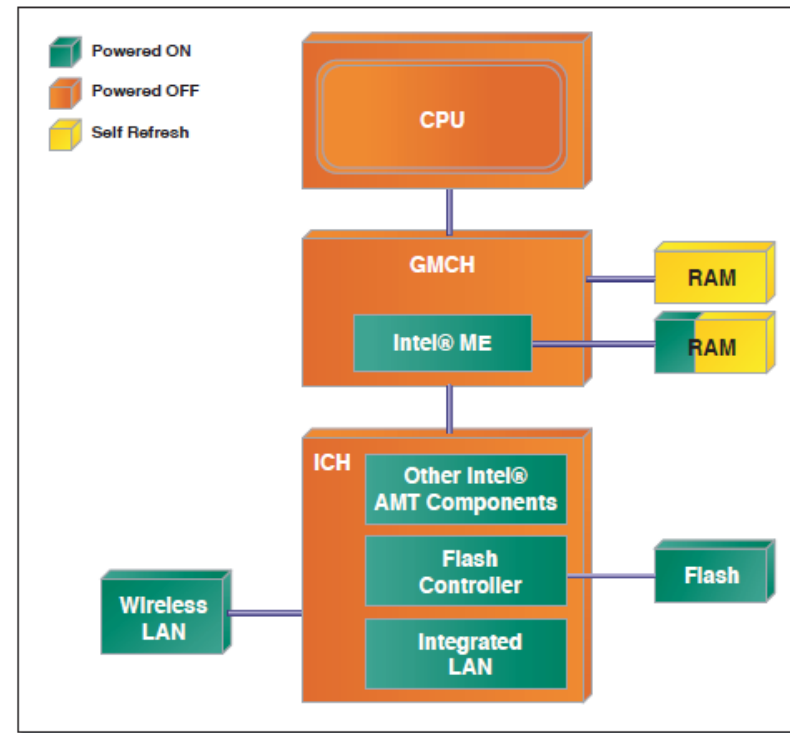 Powered ON
Powered OFF
Self Refresh
CPU
GMCH
RAM
Intel® ME
RAM
ICH
Other Intel®
AMT Components
Flash
Controller
Flash
Wireless
LAN
Integrated
LAN